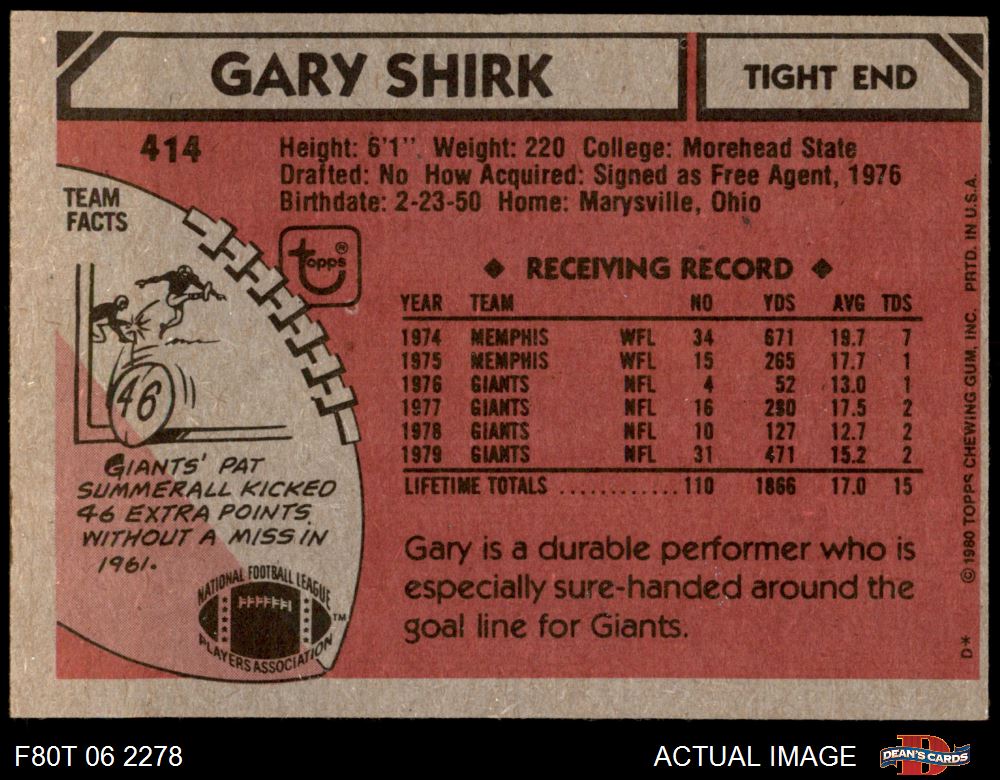 GARY SHIRK
TIGHT END
414
Height: 6'1" Weight: 220 College: Morehead State
Drafted: No How Acquired: Signed as Free Agent, 1976
Birthdate: 2-23-50 Home: Marysville, Ohio
TEAM
FACTS
topps®
46
GIANTS' PAT
SUMMERALL KICKED
46 EXTRA POINTS
WITHOUT A MISS IN
1961.
NATIONAL FOOTBALL LEAGUE
PLAYERS ASSOCIATION
TM
◆ RECEIVING RECORD ◆
YEAR TEAM NO YDS AVG TDS
1974 MEMPHIS WFL 34 671 19.7 7
1975 MEMPHIS WFL 15 265 17.7 1
1976 GIANTS NFL 4 52 13.0 1
1977 GIANTS NFL 16 280 17.5 2
1978 GIANTS NFL 10 127 12.7 2
1979 GIANTS NFL 31 471 15.2 2
LIFETIME TOTALS ............ 110 1866 17.0 15
Gary is a durable performer who is
especially sure-handed around the
goal line for Giants.
D* © 1980 TOPPS CHEWING GUM, INC. PRTD. IN U.S.A.
F80T 06 2278
ACTUAL IMAGE
D
DEAN'S CARDS
DEAN'S CARDS